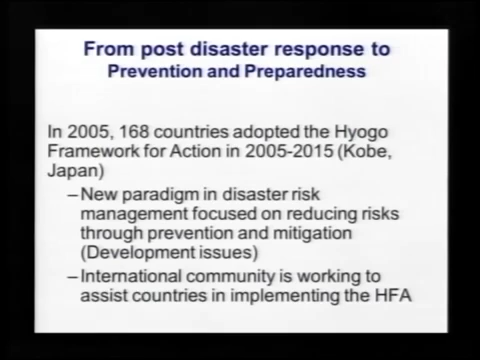 From post disaster response to
Prevention and Preparedness
In 2005, 168 countries adopted the Hyogo
Framework for Action in 2005-2015 (Kobe,
Japan)
–New paradigm in disaster risk
management focused on reducing risks
through prevention and mitigation
(Development issues)
–International community is working to
assist countries in implementing the HFA